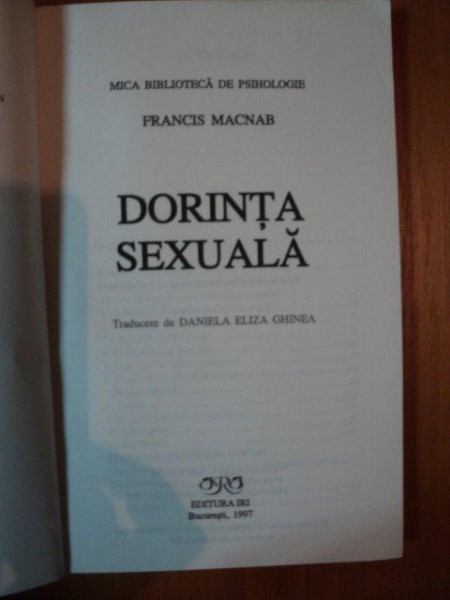 MICA BIBLIOTECĂ DE PSIHOLOGIE
FRANCIS MACNAB
DORINȚA
SEXUALĂ
Traducere de DANIELA ELIZA GHINEA
EDITURA IRI
București, 1997